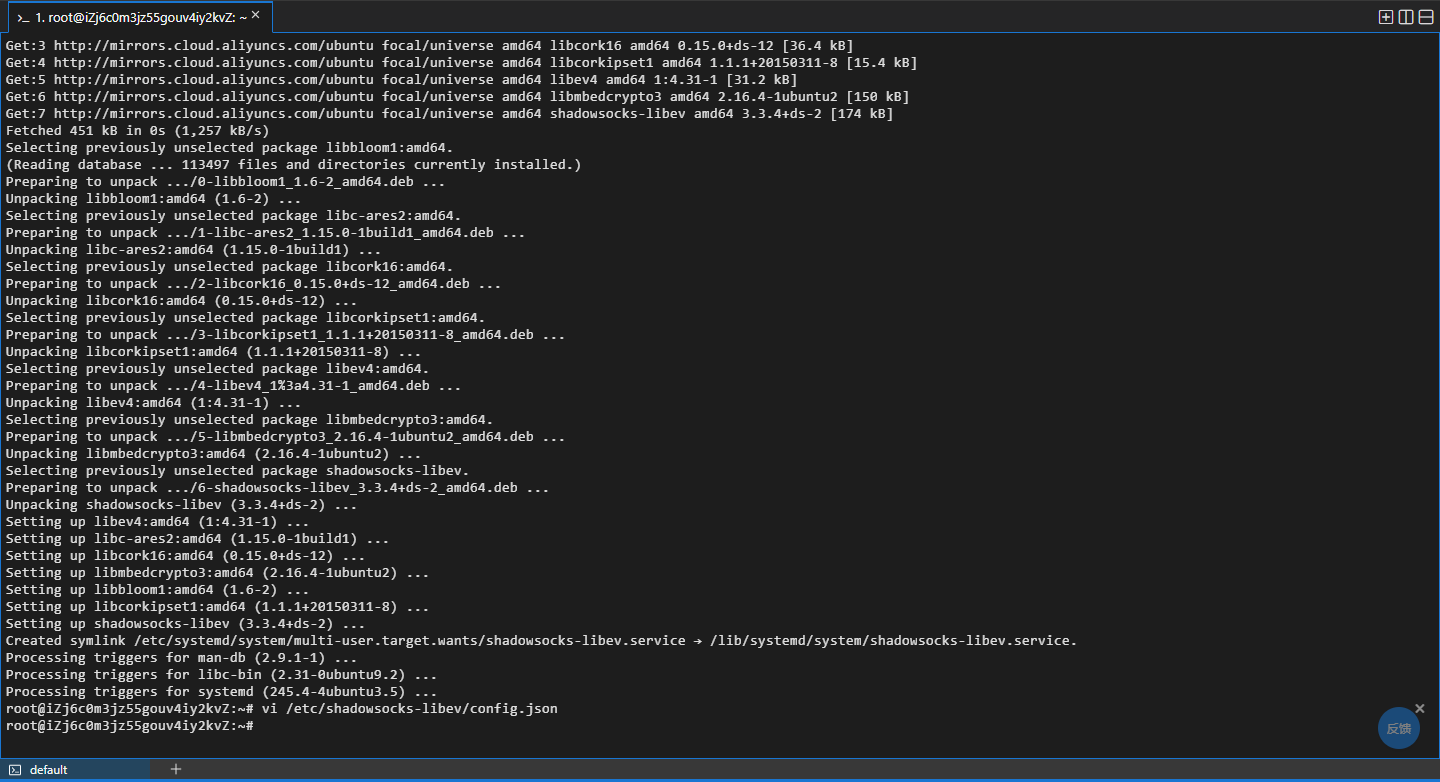 1. root@iZj6c0m3jz55gouv4iy2kvZ: ~
Get:3 http://mirrors.cloud.aliyuncs.com/ubuntu focal/universe amd64 libcork16 amd64 0.15.0+ds-12 [36.4 kB]
Get:4 http://mirrors.cloud.aliyuncs.com/ubuntu focal/universe amd64 libcorkipset1 amd64 1.1.1+20150311-8 [15.4 kB]
Get:5 http://mirrors.cloud.aliyuncs.com/ubuntu focal/universe amd64 libev4 amd64 1:4.31-1 [31.2 kB]
Get:6 http://mirrors.cloud.aliyuncs.com/ubuntu focal/universe amd64 libmbedcrypto3 amd64 2.16.4-1ubuntu2 [150 kB]
Get:7 http://mirrors.cloud.aliyuncs.com/ubuntu focal/universe amd64 shadowsocks-libev amd64 3.3.4+ds-2 [174 kB]
Fetched 451 kB in 0s (1,257 kB/s)
Selecting previously unselected package libbloom1:amd64.
(Reading database ... 113497 files and directories currently installed.)
Preparing to unpack .../0-libbloom1_1.6-2_amd64.deb ...
Unpacking libbloom1:amd64 (1.6-2) ...
Selecting previously unselected package libc-ares2:amd64.
Preparing to unpack .../1-libc-ares2_1.15.0-1build1_amd64.deb ...
Unpacking libc-ares2:amd64 (1.15.0-1build1) ...
Selecting previously unselected package libcork16:amd64.
Preparing to unpack .../2-libcork16_0.15.0+ds-12_amd64.deb ...
Unpacking libcork16:amd64 (0.15.0+ds-12) ...
Selecting previously unselected package libcorkipset1:amd64.
Preparing to unpack .../3-libcorkipset1_1.1.1+20150311-8_amd64.deb ...
Unpacking libcorkipset1:amd64 (1.1.1+20150311-8) ...
Selecting previously unselected package libev4:amd64.
Preparing to unpack .../4-libev4_1%3a4.31-1_amd64.deb ...
Unpacking libev4:amd64 (1:4.31-1) ...
Selecting previously unselected package libmbedcrypto3:amd64.
Preparing to unpack .../5-libmbedcrypto3_2.16.4-1ubuntu2_amd64.deb ...
Unpacking libmbedcrypto3:amd64 (2.16.4-1ubuntu2) ...
Selecting previously unselected package shadowsocks-libev.
Preparing to unpack .../6-shadowsocks-libev_3.3.4+ds-2_amd64.deb ...
Unpacking shadowsocks-libev (3.3.4+ds-2) ...
Setting up libev4:amd64 (1:4.31-1) ...
Setting up libc-ares2:amd64 (1.15.0-1build1) ...
Setting up libcork16:amd64 (0.15.0+ds-12) ...
Setting up libmbedcrypto3:amd64 (2.16.4-1ubuntu2) ...
Setting up libbloom1:amd64 (1.6-2) ...
Setting up libcorkipset1:amd64 (1.1.1+20150311-8) ...
Setting up shadowsocks-libev (3.3.4+ds-2) ...
Created symlink /etc/systemd/system/multi-user.target.wants/shadowsocks-libev.service → /lib/systemd/system/shadowsocks-libev.service.
Processing triggers for man-db (2.9.1-1) ...
Processing triggers for libc-bin (2.31-0ubuntu9.2) ...
Processing triggers for systemd (245.4-4ubuntu3.5) ...
root@iZj6c0m3jz55gouv4iy2kvZ:~# vi /etc/shadowsocks-libev/config.json
root@iZj6c0m3jz55gouv4iy2kvZ:~#
反馈
default